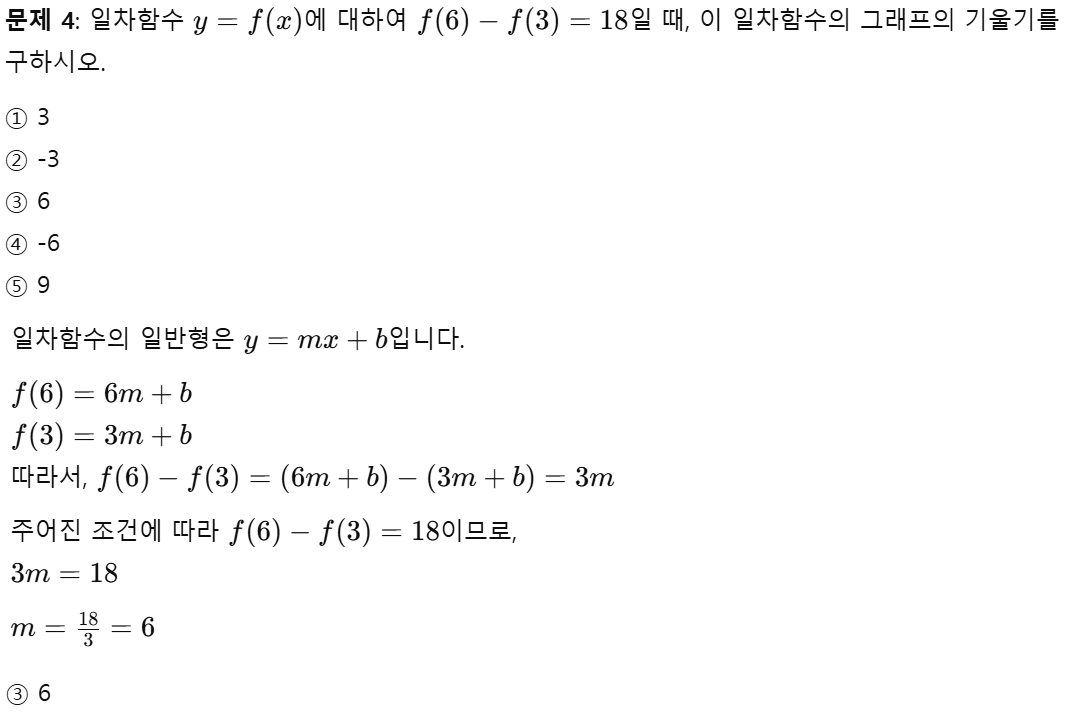 문제 4: 일차함수 y = f(x)에 대하여 f(6) − f(3) = 18일 때, 이 일차함수의 그래프의 기울기를
구하시오.
① 3
② -3
③ 6
④ -6
⑤ 9
일차함수의 일반형은 y = mx + b입니다.
f(6) = 6m + b
f(3) = 3m + b
따라서, f(6) − f(3) = (6m + b) − (3m + b) = 3m
주어진 조건에 따라 f(6) − f(3) = 18이므로,
3m = 18
m = 18/3 = 6
③ 6